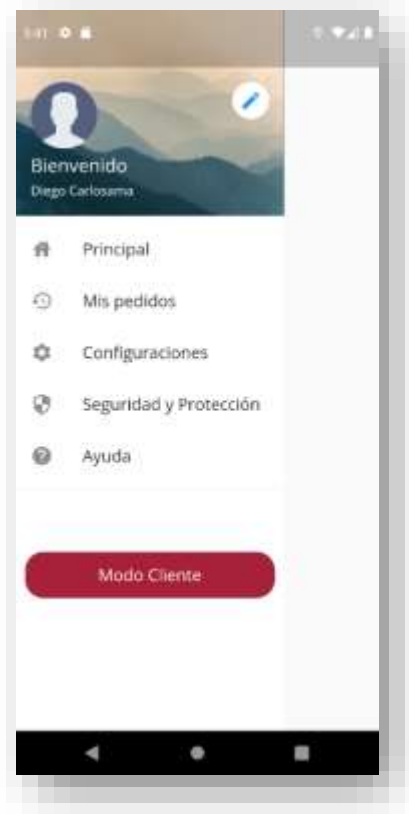 Bienvenido
Diego Carlosama
Principal
Mis pedidos
Configuraciones
Seguridad y Protección
Ayuda
Modo Cliente